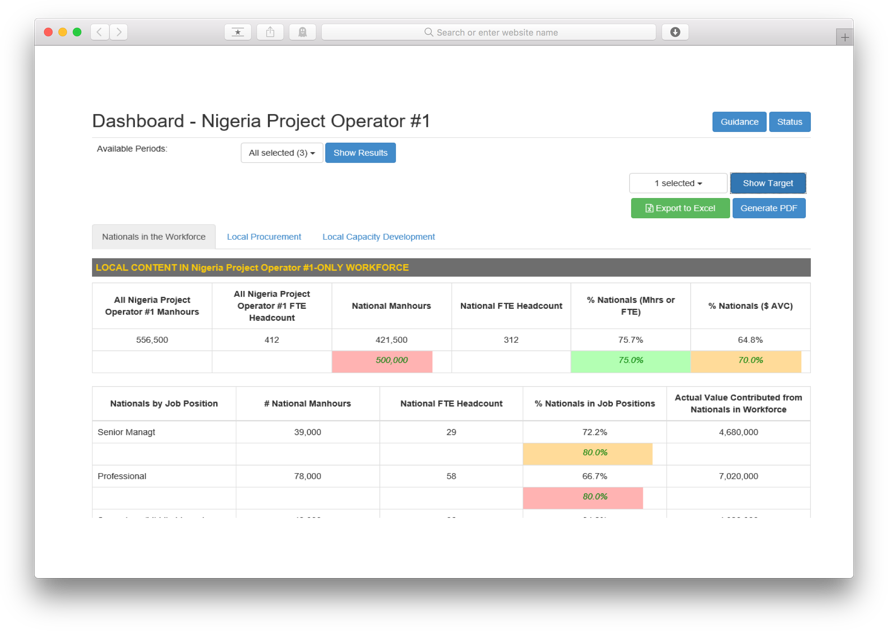 Search or enter website name
Dashboard - Nigeria Project Operator #1
Guidance
Status
Available Periods:
All selected (3)
Show Results
1 selected
Show Target
Export to Excel
Generate PDF
Nationals in the Workforce
Local Procurement
Local Capacity Development
LOCAL CONTENT IN Nigeria Project Operator #1-ONLY WORKFORCE
All Nigeria Project
Operator #1 Manhours
All Nigeria Project
Operator #1 FTE
Headcount
National Manhours
National FTE Headcount
% Nationals (Mhrs or
FTE)
% Nationals ($ AVC)
556,500
412
421,500
312
75.7%
64.8%
500,000
75.0%
70.0%
Nationals by Job Position
# National Manhours
National FTE Headcount
% Nationals in Job Positions
Actual Value Contributed from
Nationals in Workforce
Senior Managt
39,000
29
72.2%
4,680,000
80.0%
Professional
78,000
58
66.7%
7,020,000
80.0%